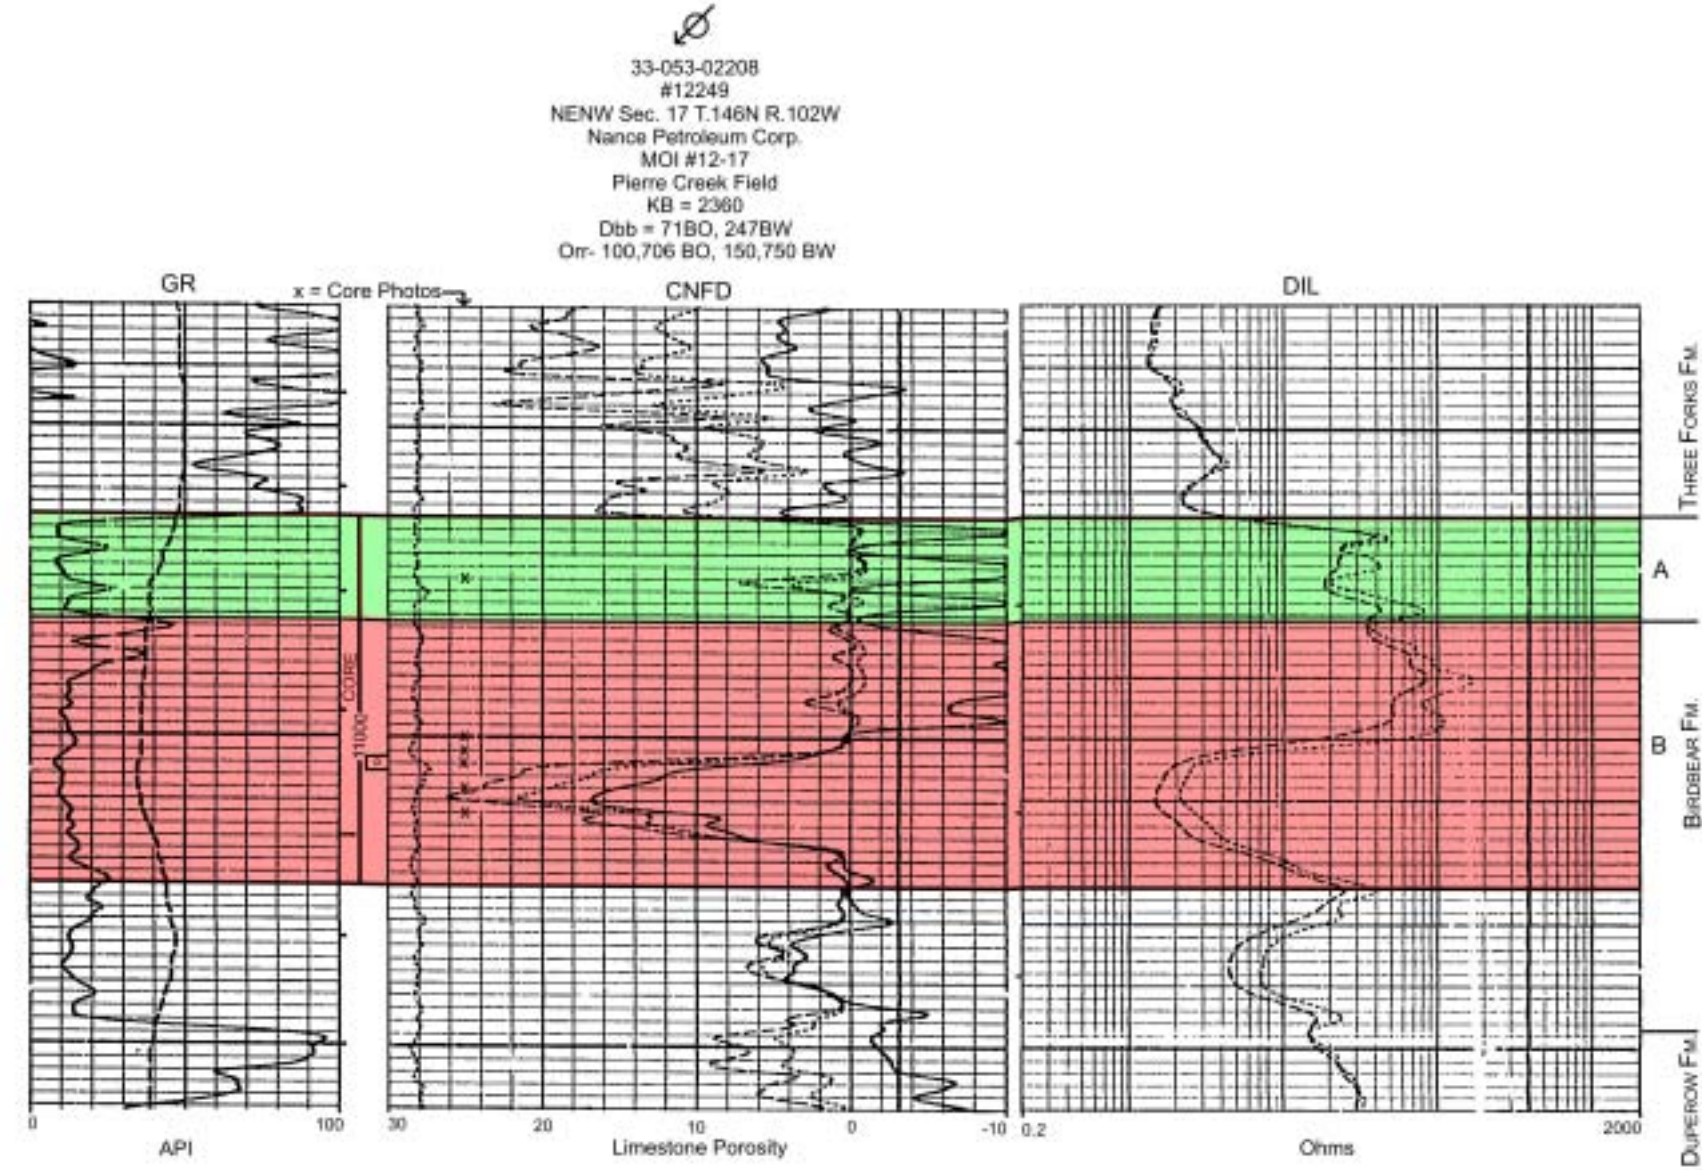 33-053-02208
#12249
NENW Sec. 17 T.146N R.102W
Nance Petroleum Corp.
MOI #12-17
Pierre Creek Field
KB = 2360
Dbb = 71BO, 247BW
Orr- 100,706 BO, 150,750 BW
GR
x = Core Photos
CNFD
DIL
THREE FORKS FM.
A
CORE
11000
B
BIRDBEAR FM.
DUPEROW FM.
0 100
API
30 20 10 0 -10
Limestone Porosity
0.2 2000
Ohms